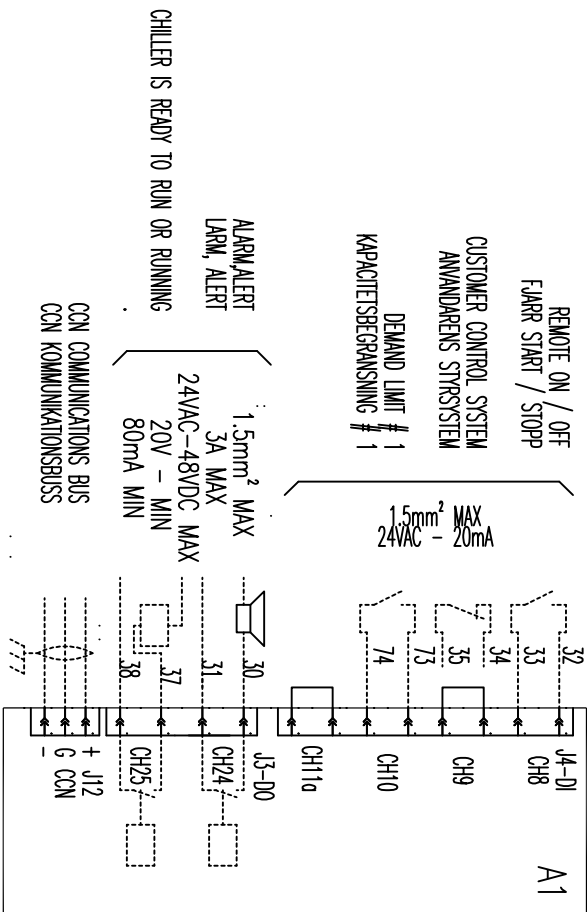 REMOTE ON / OFF
FJARR START / STOPP
CUSTOMER CONTROL SYSTEM
ANVANDARENS STYRSYSTEM
DEMAND LIMIT # 1
KAPACITETSBEGRANSNING # 1
1.5mm² MAX
24VAC - 20mA
32
33
34
35
73
74
J4-DI
CH8
CH9
CH10
CH11a
A1
ALARM,ALERT
LARM, ALERT
CHILLER IS READY TO RUN OR RUNNING
1.5mm² MAX
3A MAX
24VAC-48VDC MAX
20V - MIN
80mA MIN
30
31
37
38
J3-DO
CH24
CH25
CCN COMMUNICATIONS BUS
CCN KOMMUNIKATIONSBUSS
+ J12
G CCN
-